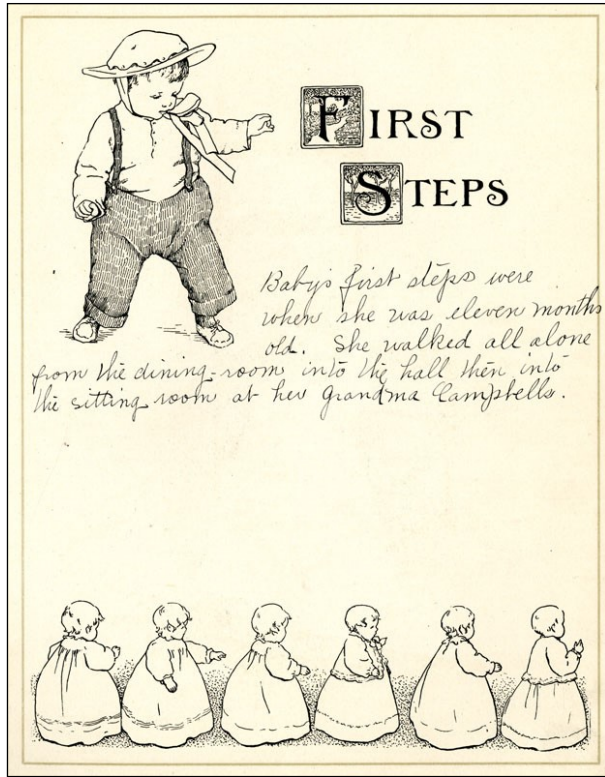 FIRST
STEPS
Baby's first steps were
when she was eleven months
old. She walked all alone
from the dining-room into the hall then into
the sitting room at her Grandma Campbells.